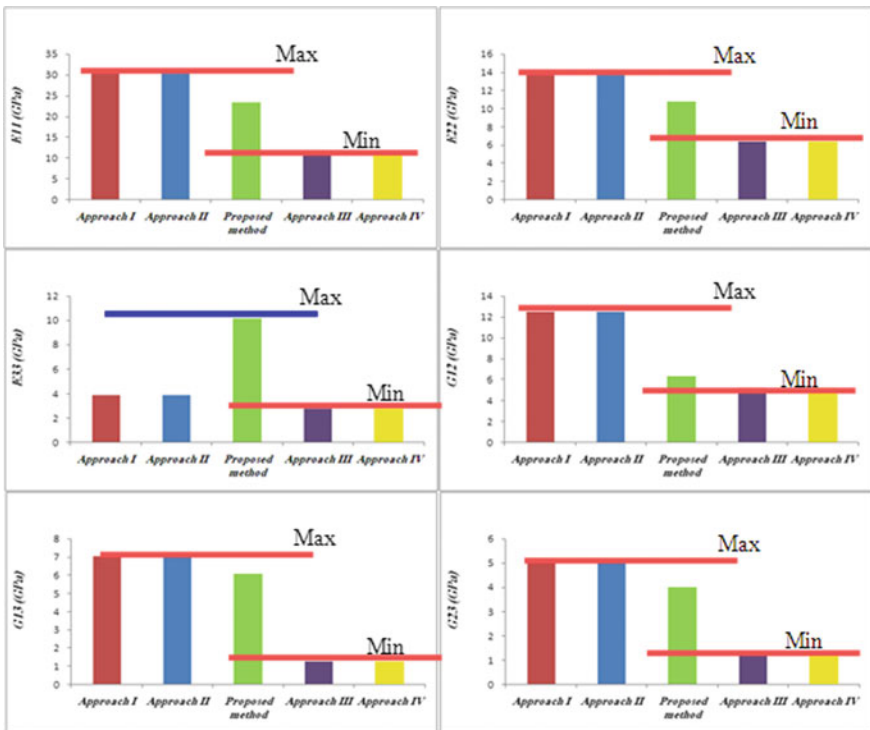 Max
35
30
25
20
15
10
5
0
E11 (GPa)
Min
Approach I Approach II Proposed method Approach III Approach IV
Max
16
14
12
10
8
6
4
2
0
E22 (GPa)
Min
Approach I Approach II Proposed method Approach III Approach IV
Max
12
10
8
6
4
2
0
E33 (GPa)
Min
Approach I Approach II Proposed method Approach III Approach IV
Max
14
12
10
8
6
4
2
0
G12 (GPa)
Min
Approach I Approach II Proposed method Approach III Approach IV
Max
8
7
6
5
4
3
2
1
0
G13 (GPa)
Min
Approach I Approach II Proposed method Approach III Approach IV
Max
6
5
4
3
2
1
0
G23 (GPa)
Min
Approach I Approach II Proposed method Approach III Approach IV